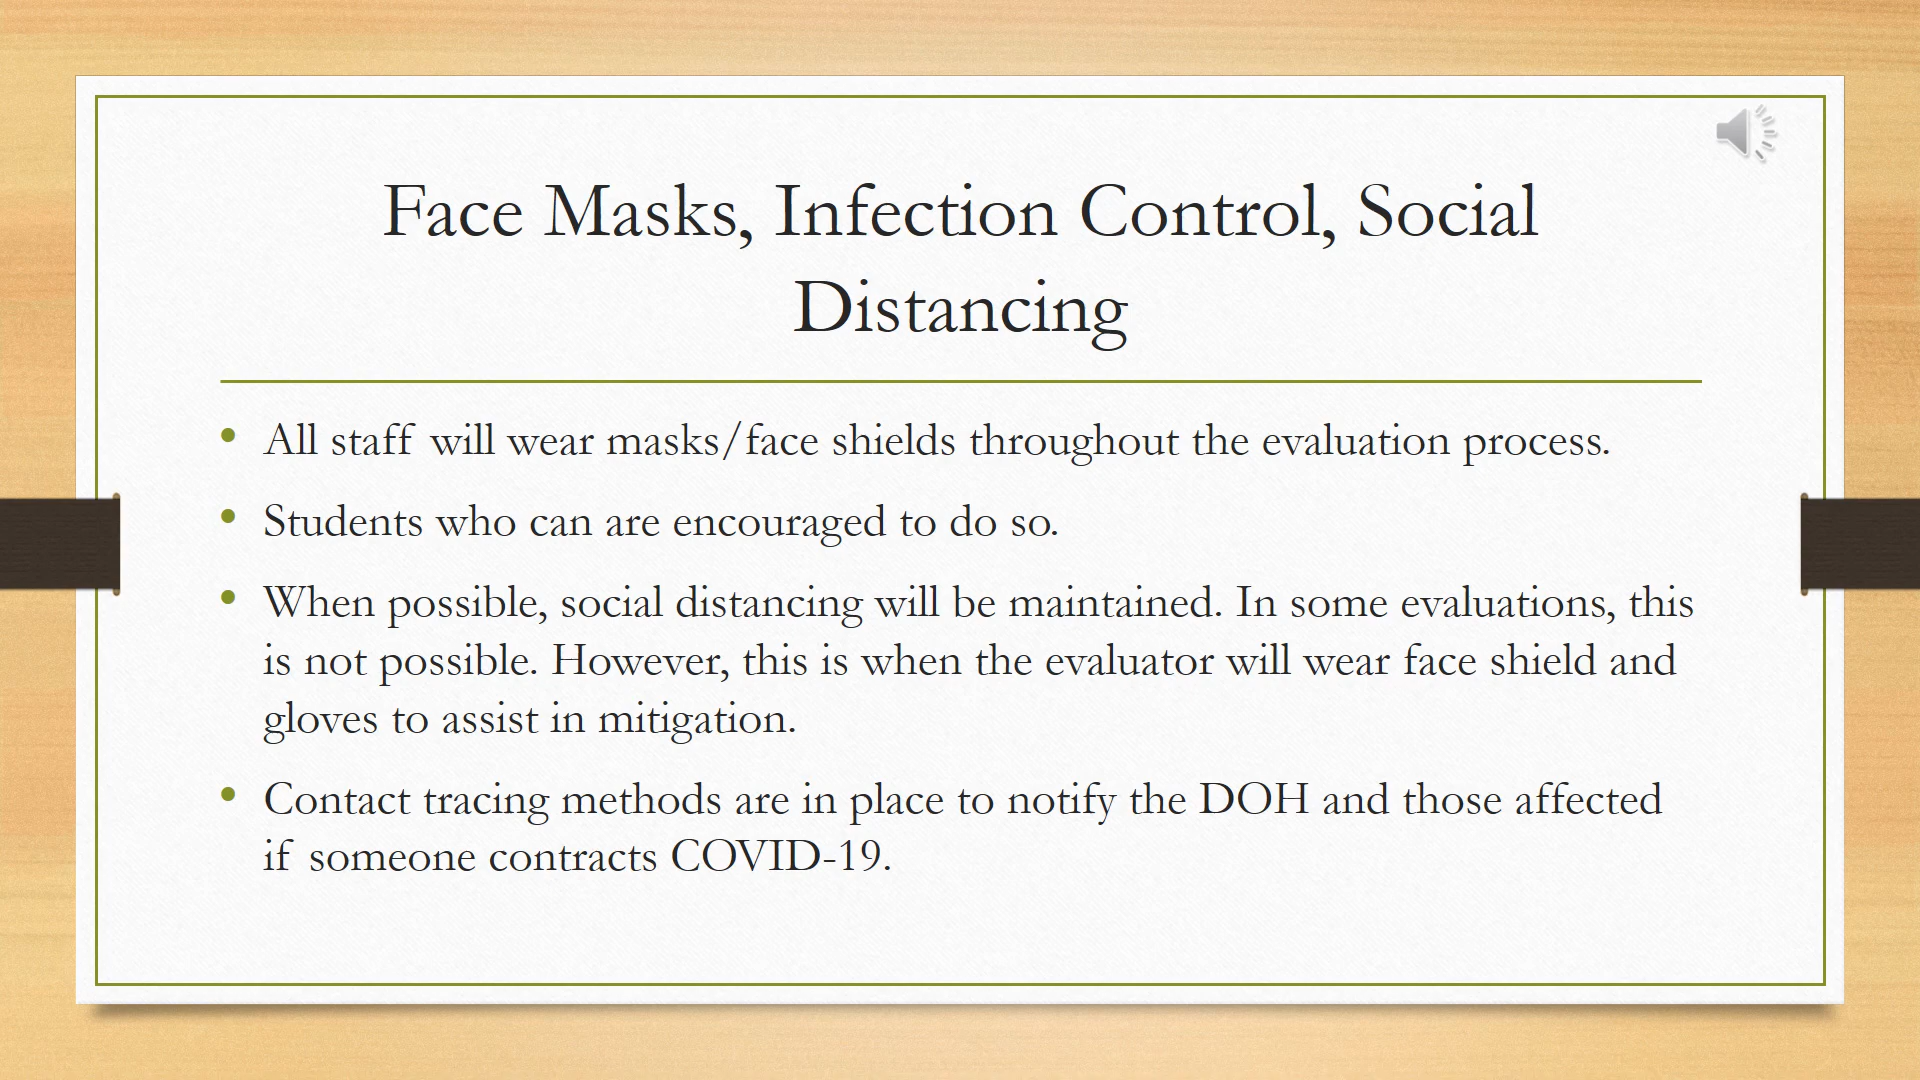 Face Masks, Infection Control, Social
Distancing
• All staff will wear masks/face shields throughout the evaluation process.
• Students who can are encouraged to do so.
• When possible, social distancing will be maintained. In some evaluations, this
is not possible. However, this is when the evaluator will wear face shield and
gloves to assist in mitigation.
• Contact tracing methods are in place to notify the DOH and those affected
if someone contracts COVID-19.